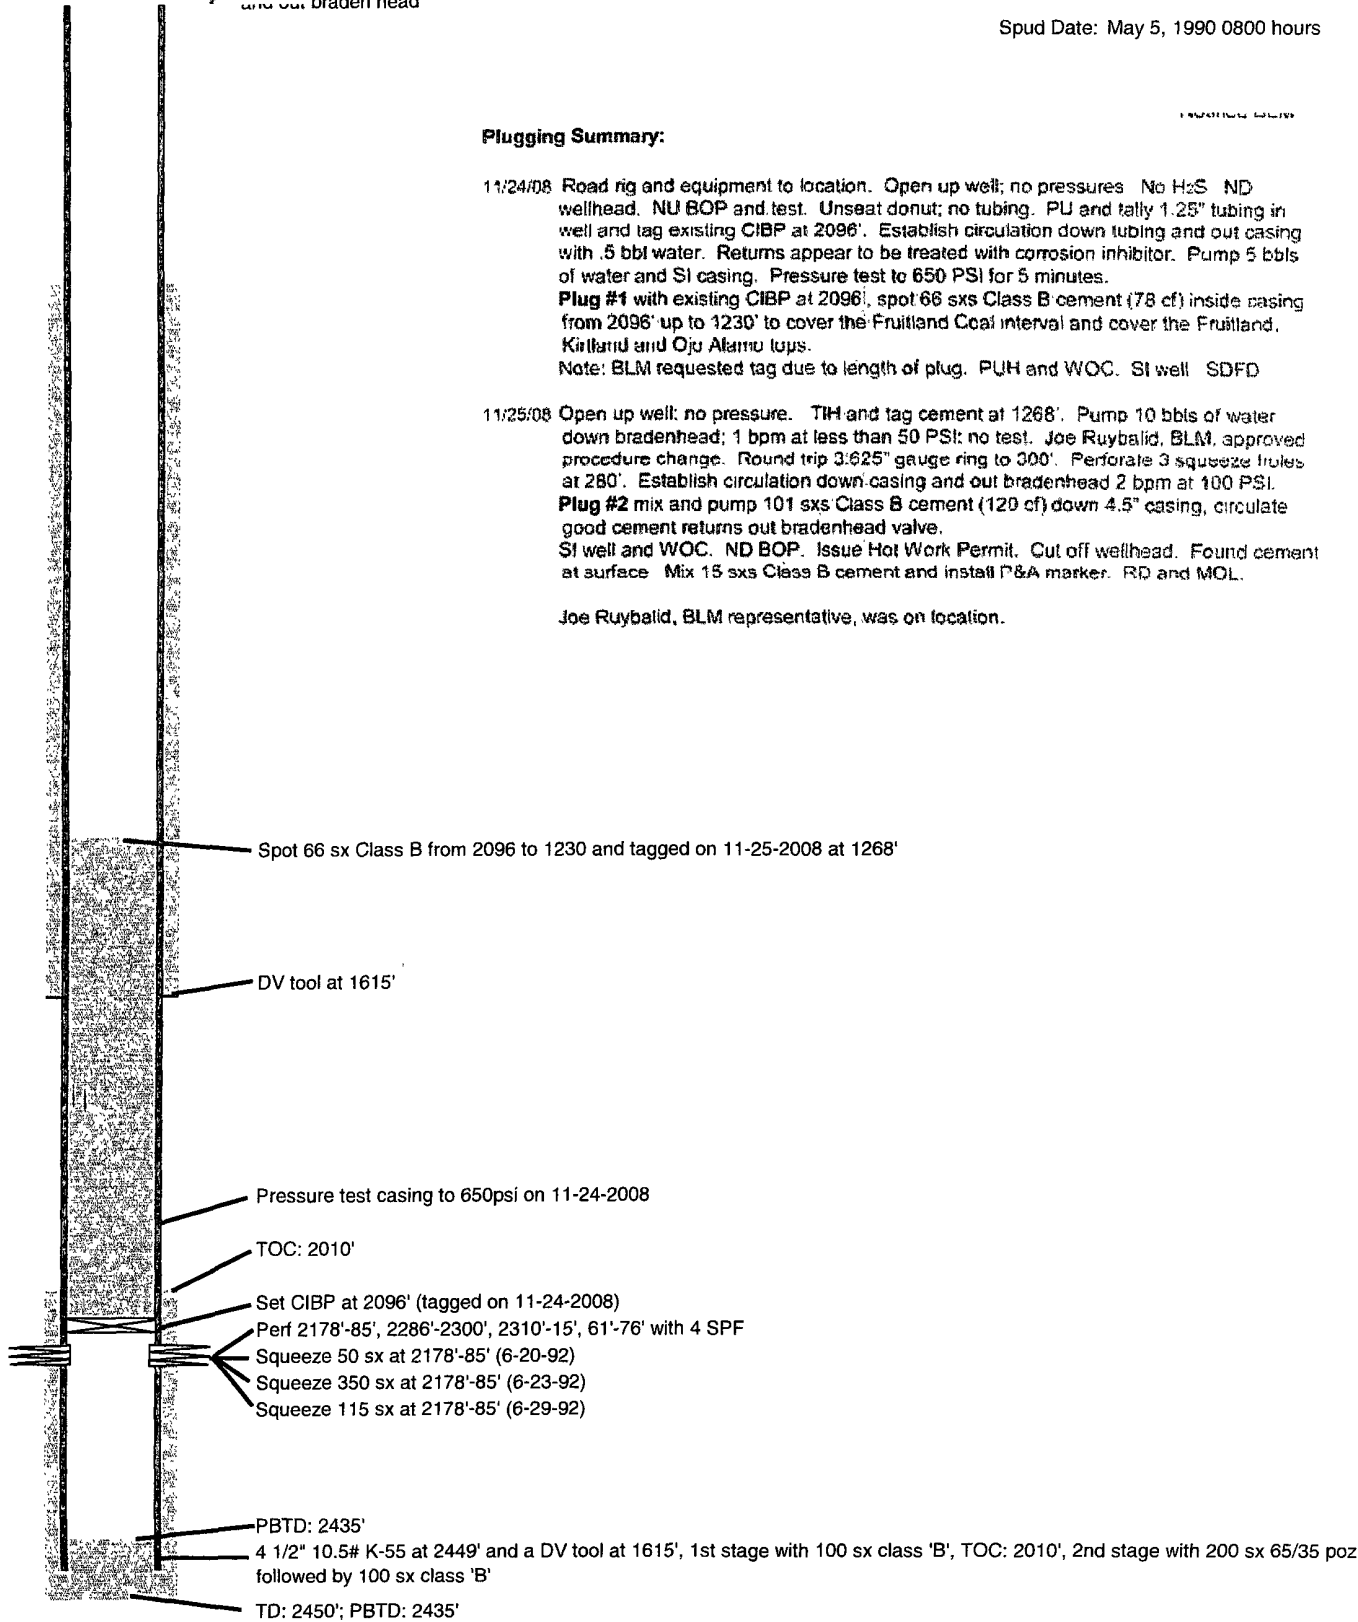 and out braden head
Spud Date: May 5, 1990 0800 hours
Plugging Summary:
11/24/08 Road rig and equipment to location. Open up well; no pressures No H2S ND
wellhead. NU BOP and test. Unseat donut; no tubing. PU and tally 1.25" tubing in
well and tag existing CIBP at 2096'. Establish circulation down tubing and out casing
with .5 bbl water. Returns appear to be treated with corrosion inhibitor. Pump 5 bbls
of water and SI casing. Pressure test to 650 PSI for 5 minutes.
Plug #1 with existing CIBP at 2096', spot 66 sxs Class B cement (78 cf) inside casing
from 2096' up to 1230' to cover the Fruitland Coal interval and cover the Fruitland,
Kirtland and Ojo Alamo tops.
Note: BLM requested tag due to length of plug. PUH and WOC. SI well SDFD
11/25/08 Open up well; no pressure. TIH and tag cement at 1268'. Pump 10 bbls of water
down bradenhead; 1 bpm at less than 50 PSI; no test. Joe Ruybalid, BLM, approved
procedure change. Round trip 3.625" gauge ring to 300'. Perforate 3 squeeze holes
at 280'. Establish circulation down casing and out bradenhead 2 bpm at 100 PSI.
Plug #2 mix and pump 101 sxs Class B cement (120 cf) down 4.5" casing, circulate
good cement returns out bradenhead valve.
SI well and WOC. ND BOP. Issue Hot Work Permit. Cut off wellhead. Found cement
at surface Mix 15 sxs Class B cement and install P&A marker. RD and MOL.
Joe Ruybalid, BLM representative, was on location.
Spot 66 sx Class B from 2096 to 1230 and tagged on 11-25-2008 at 1268'
DV tool at 1615'
Pressure test casing to 650psi on 11-24-2008
TOC: 2010'
Set CIBP at 2096' (tagged on 11-24-2008)
Perf 2178'-85', 2286'-2300', 2310'-15', 61'-76' with 4 SPF
Squeeze 50 sx at 2178'-85' (6-20-92)
Squeeze 350 sx at 2178'-85' (6-23-92)
Squeeze 115 sx at 2178'-85' (6-29-92)
PBTD: 2435'
4 1/2" 10.5# K-55 at 2449' and a DV tool at 1615', 1st stage with 100 sx class 'B', TOC: 2010', 2nd stage with 200 sx 65/35 poz
followed by 100 sx class 'B'
TD: 2450'; PBTD: 2435'